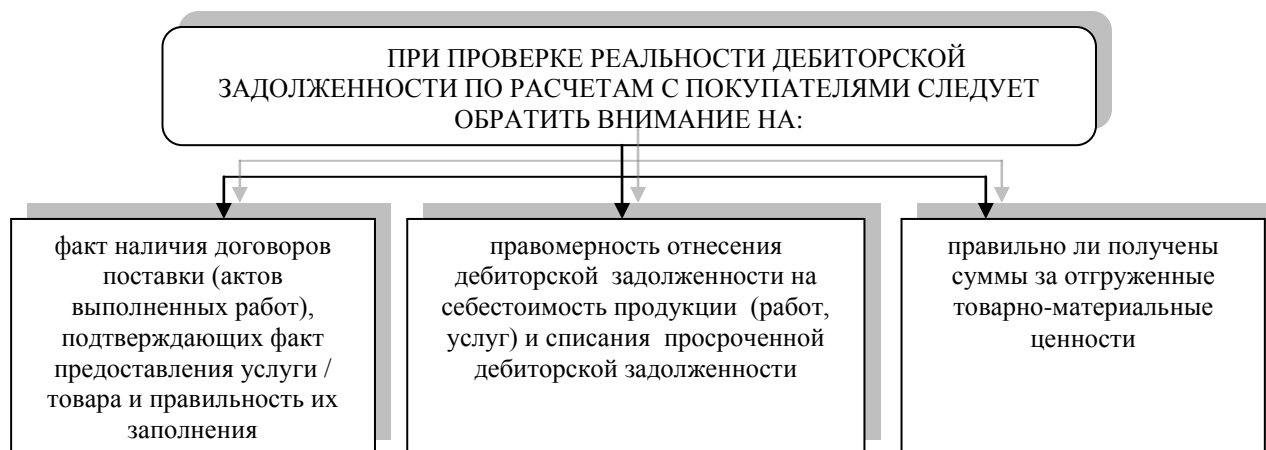 ПРИ ПРОВЕРКЕ РЕАЛЬНОСТИ ДЕБИТОРСКОЙ
ЗАДОЛЖЕННОСТИ ПО РАСЧЕТАМ С ПОКУПАТЕЛЯМИ СЛЕДУЕТ
ОБРАТИТЬ ВНИМАНИЕ НА:
факт наличия договоров
поставки (актов
выполненных работ),
подтверждающих факт
предоставления услуги /
товара и правильность их
заполнения
правомерность отнесения
дебиторской задолженности на
себестоимость продукции (работ,
услуг) и списания просроченной
дебиторской задолженности
правильно ли получены
суммы за отгруженные
товарно-материальные
ценности